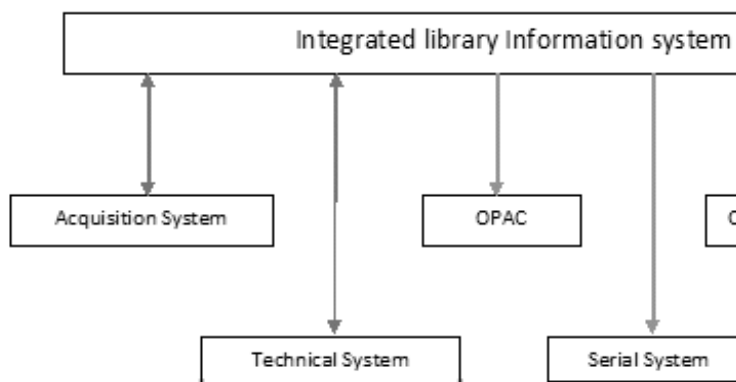 Integrated library Information system
Acquisition System
OPAC
Technical System
Serial System